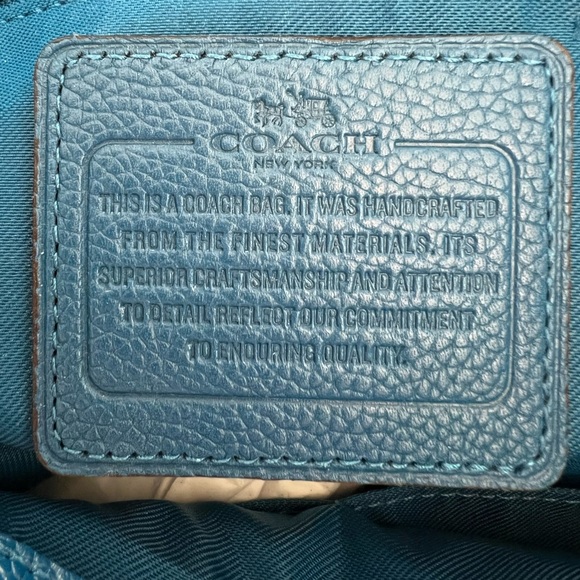 COACH
NEW YORK
THIS IS A COACH BAG. IT WAS HANDCRAFTED
FROM THE FINEST MATERIALS. ITS
SUPERIOR CRAFTSMANSHIP AND ATTENTION
TO DETAIL REFLECT OUR COMMITMENT
TO ENDURING QUALITY.